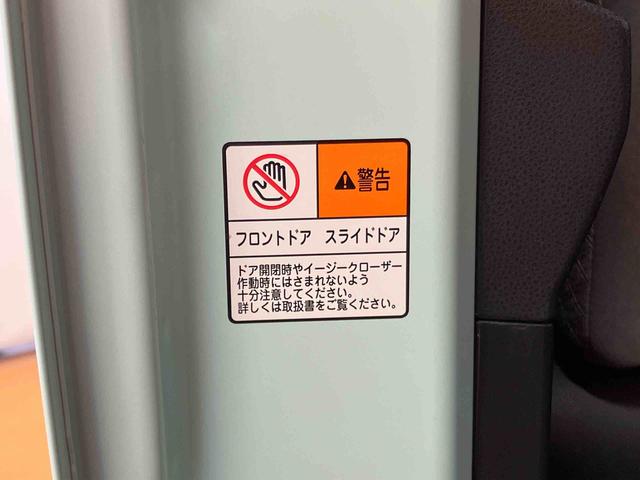 警告
フロントドア スライドドア
ドア開閉時やイージークローザー
作動時にはさまれないよう
十分注意してください。
詳しくは取扱書をご覧ください。